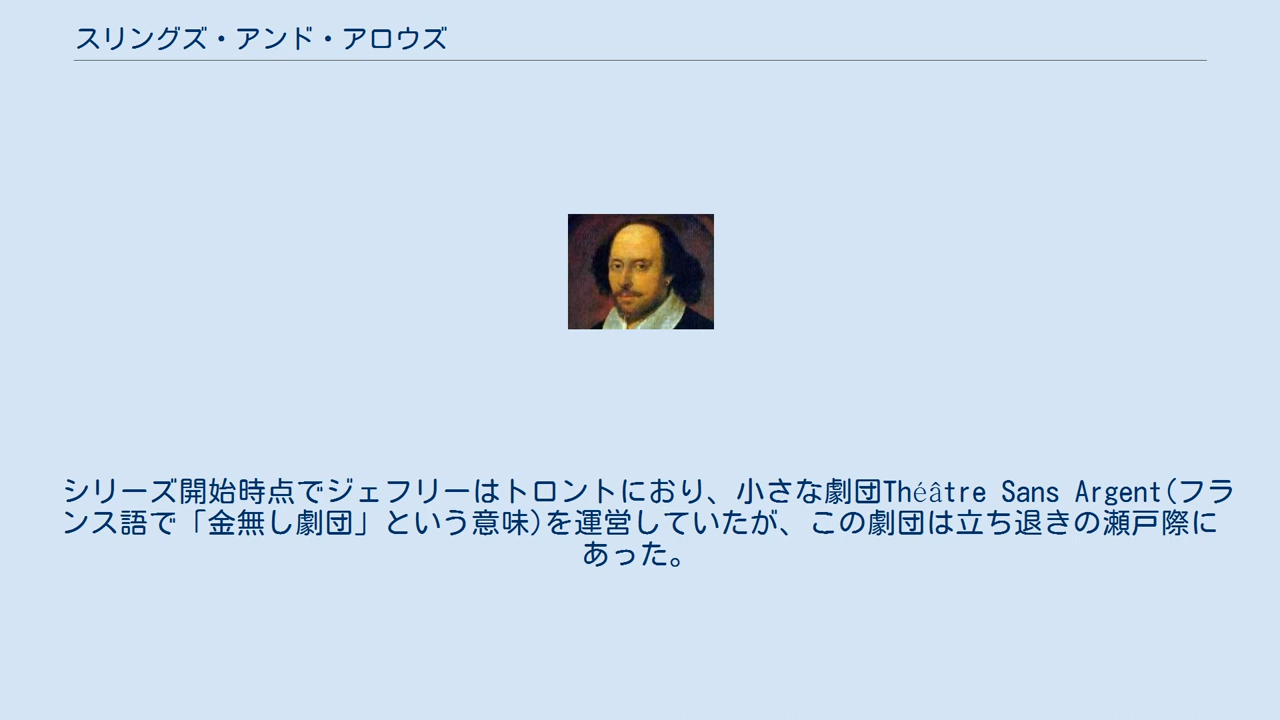 スリングズ・アンド・アロウズ
シリーズ開始時点でジェフリーはトロントにおり、小さな劇団Théâtre Sans Argent(フラ
ンス語で「金無し劇団」という意味)を運営していたが、この劇団は立ち退きの瀬戸際に
あった。